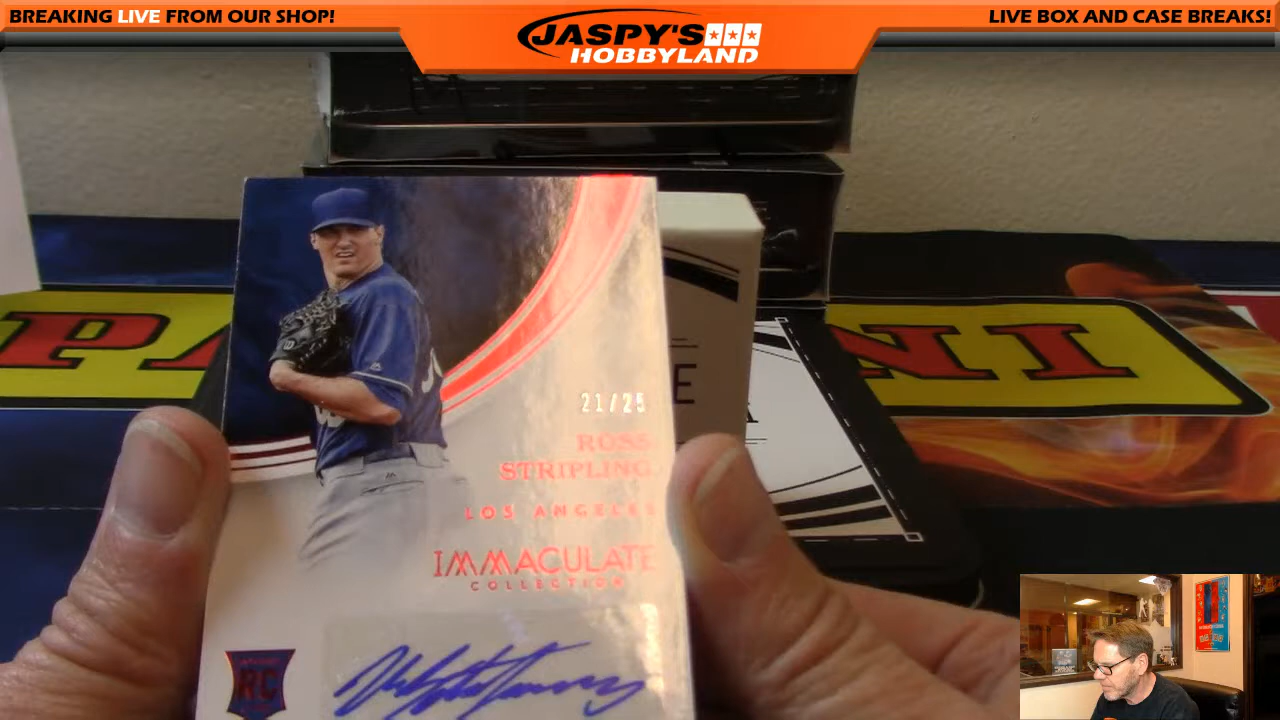 BREAKING LIVE FROM OUR SHOP!
JASPY'S
HOBBYLAND
LIVE BOX AND CASE BREAKS!
21/25
ROSS
STRIPLING
LOS ANGELES
IMMACULATE
COLLECTION
RC